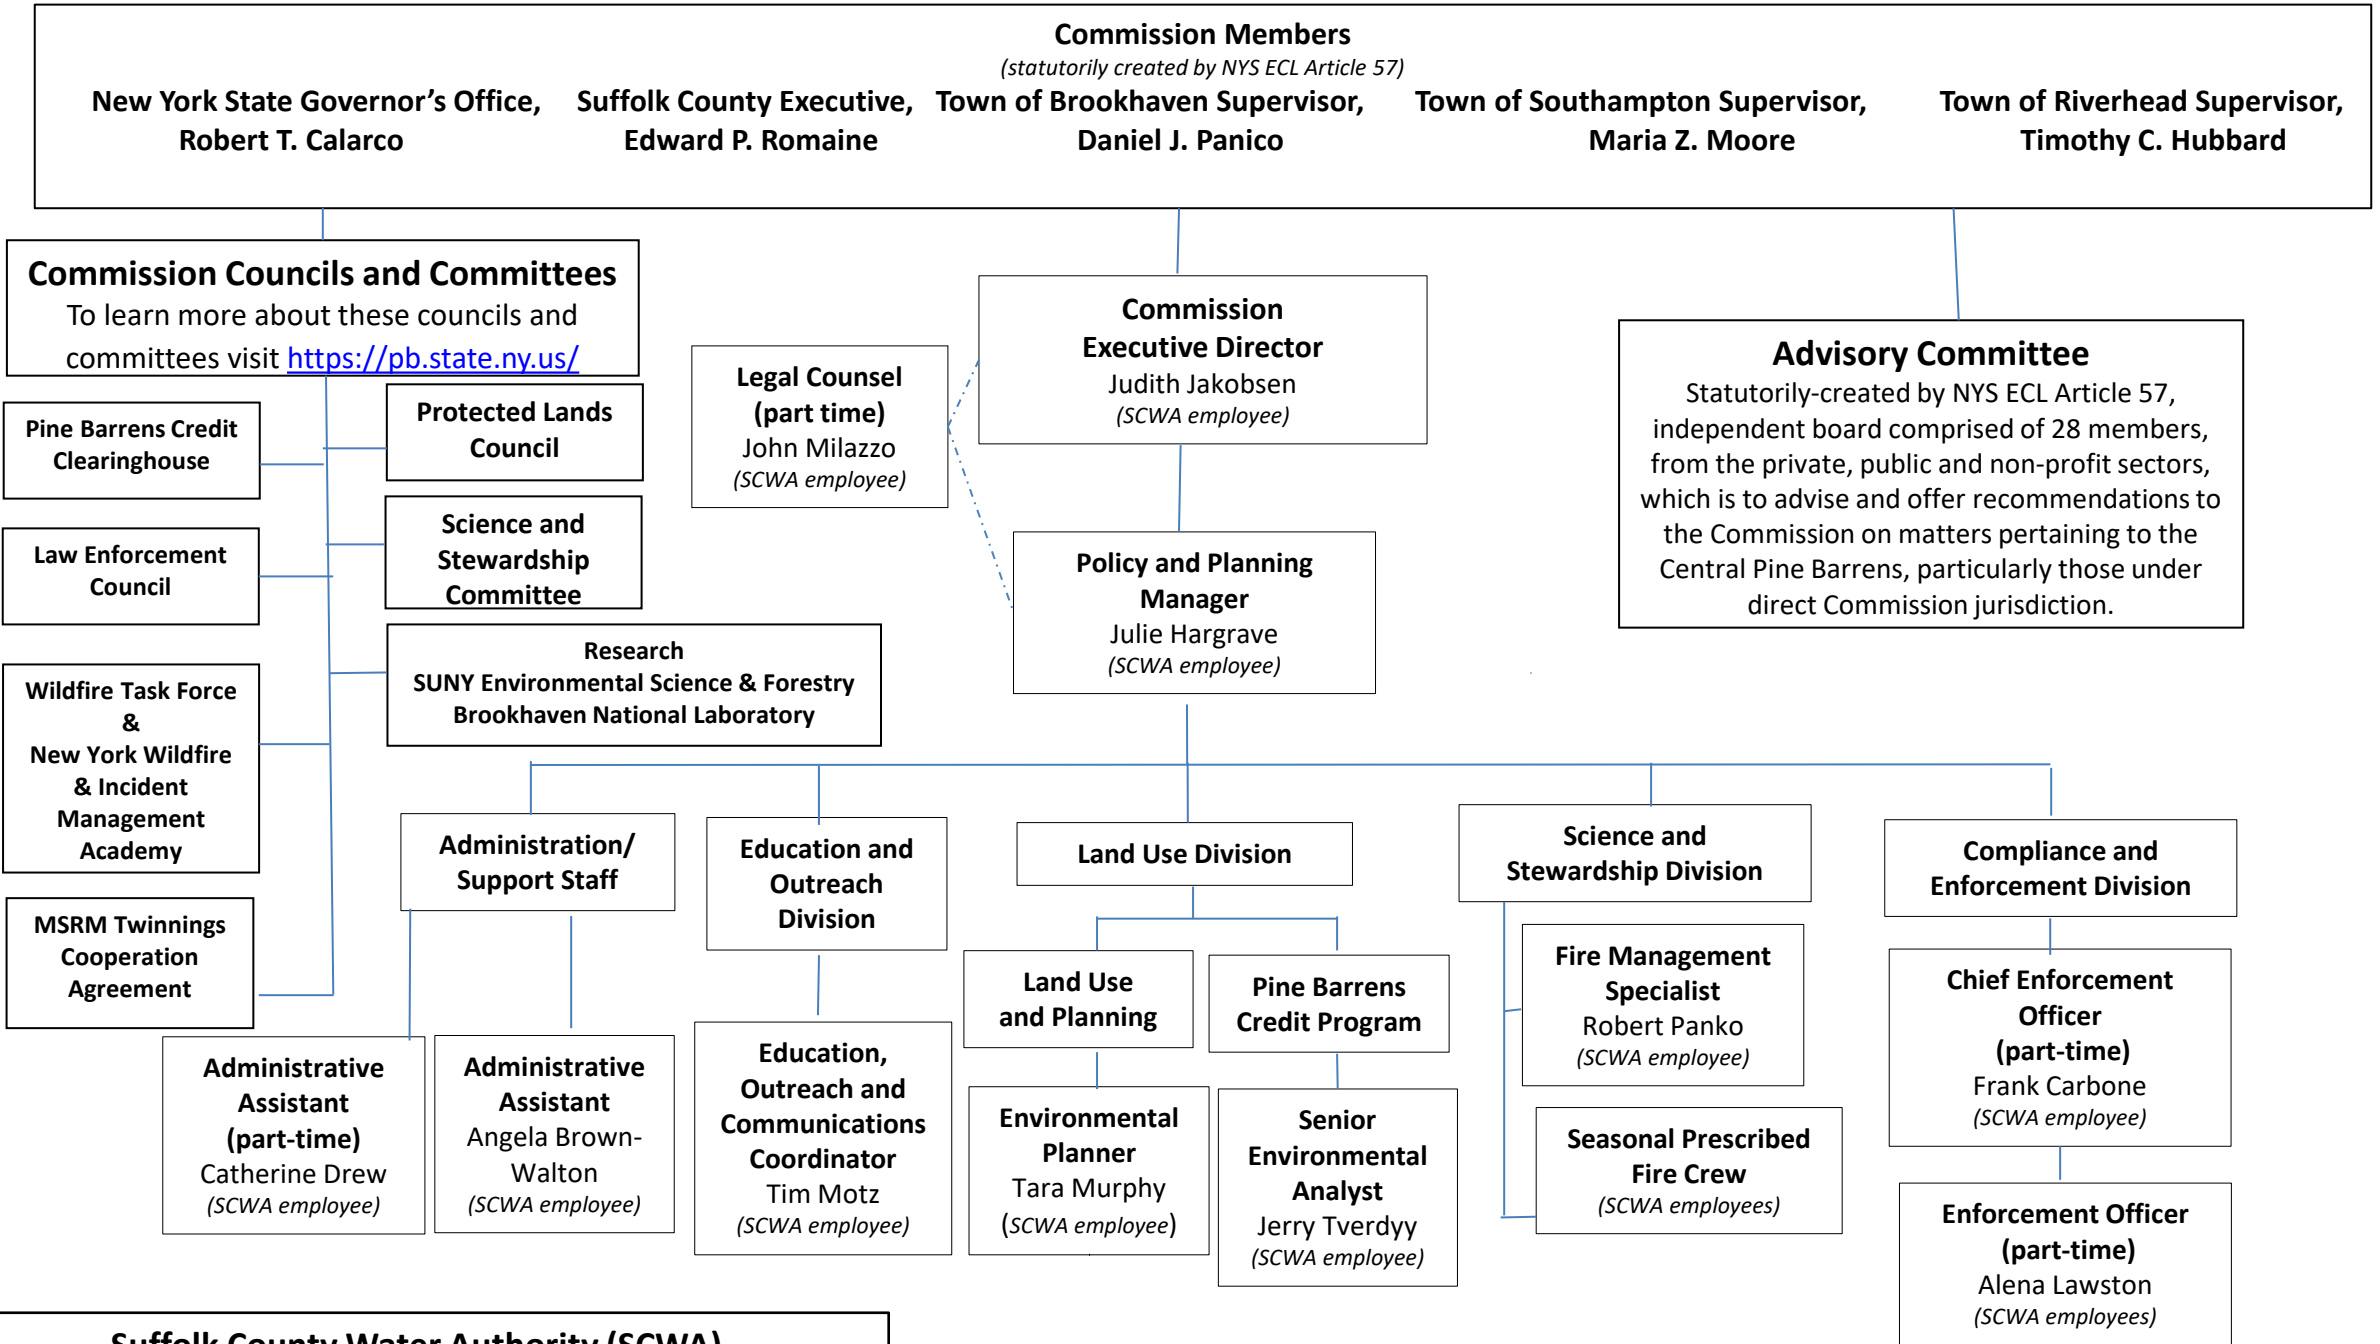 Commission Members
(statutorily created by NYS ECL Article 57)
New York State Governor's Office,
Robert T. Calarco
Suffolk County Executive,
Edward P. Romaine
Town of Brookhaven Supervisor,
Daniel J. Panico
Town of Southampton Supervisor,
Maria Z. Moore
Town of Riverhead Supervisor,
Timothy C. Hubbard
Commission Councils and Committees
To learn more about these councils and
committees visit https://pb.state.ny.us/
Pine Barrens Credit
Clearinghouse
Protected Lands
Council
Law Enforcement
Council
Science and
Stewardship
Committee
Research
SUNY Environmental Science & Forestry
Brookhaven National Laboratory
Wildfire Task Force
&
New York Wildfire
& Incident
Management
Academy
MSRM Twinnings
Cooperation
Agreement
Legal Counsel
(part time)
John Milazzo
(SCWA employee)
Commission
Executive Director
Judith Jakobsen
(SCWA employee)
Policy and Planning
Manager
Julie Hargrave
(SCWA employee)
Advisory Committee
Statutorily-created by NYS ECL Article 57,
independent board comprised of 28 members,
from the private, public and non-profit sectors,
which is to advise and offer recommendations to
the Commission on matters pertaining to the
Central Pine Barrens, particularly those under
direct Commission jurisdiction.
Administration/
Support Staff
Administrative
Assistant
(part-time)
Catherine Drew
(SCWA employee)
Administrative
Assistant
Angela Brown-
Walton
(SCWA employee)
Education and
Outreach
Division
Education,
Outreach and
Communications
Coordinator
Tim Motz
(SCWA employee)
Land Use Division
Land Use
and Planning
Environmental
Planner
Tara Murphy
(SCWA employee)
Pine Barrens
Credit Program
Senior
Environmental
Analyst
Jerry Tverdyy
(SCWA employee)
Science and
Stewardship Division
Fire Management
Specialist
Robert Panko
(SCWA employee)
Seasonal Prescribed
Fire Crew
(SCWA employees)
Compliance and
Enforcement Division
Chief Enforcement
Officer
(part-time)
Frank Carbone
(SCWA employee)
Enforcement Officer
(part-time)
Alena Lawston
(SCWA employees)
Suffolk County Water Authority (SCWA)